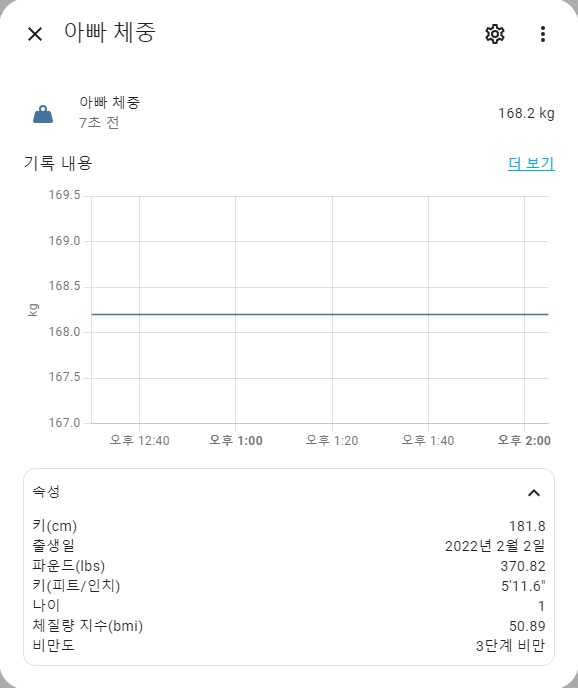 아빠 체중
아빠 체중
7초 전
168.2 kg
기록 내용
더 보기
169.5
169.0
168.5
168.0
167.5
167.0
kg
오후 12:40
오후 1:00
오후 1:20
오후 1:40
오후 2:00
속성
키(cm) 181.8
출생일 2022년 2월 2일
파운드(lbs) 370.82
키(피트/인치) 5'11.6"
나이 1
체질량 지수(bmi) 50.89
비만도 3단계 비만